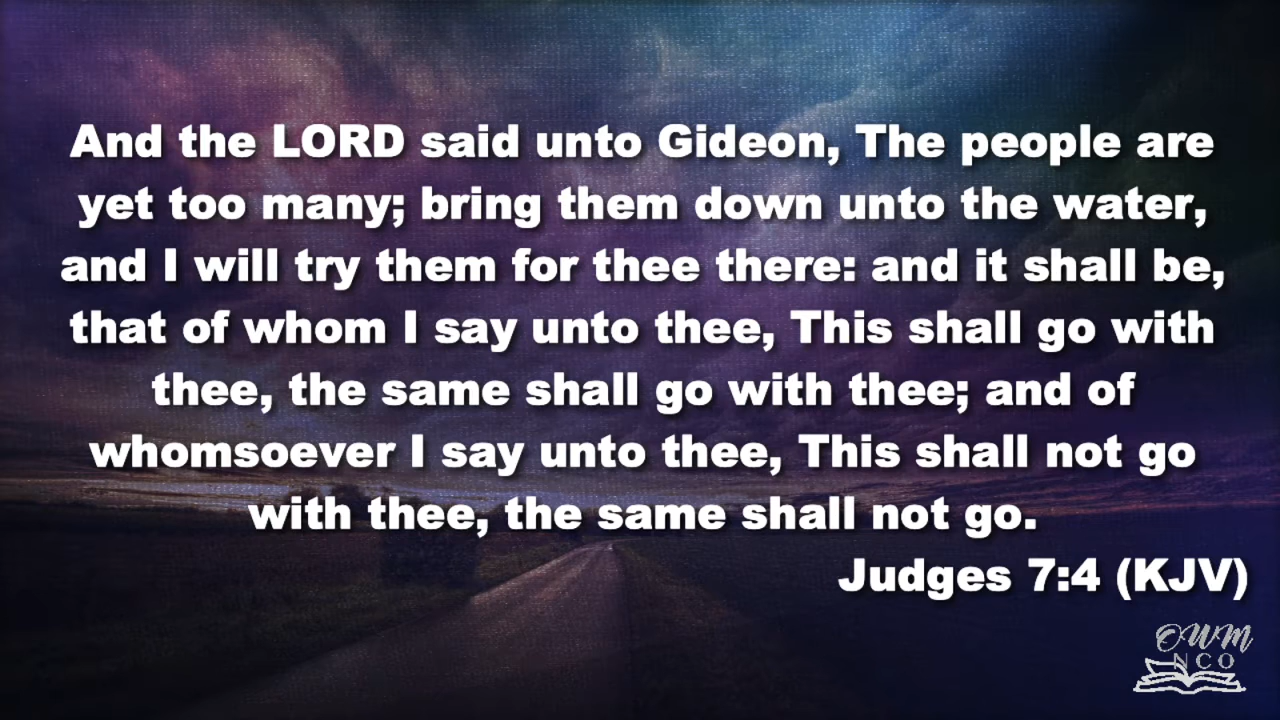 And the LORD said unto Gideon, The people are
yet too many; bring them down unto the water,
and I will try them for thee there: and it shall be,
that of whom I say unto thee, This shall go with
thee, the same shall go with thee; and of
whomsoever I say unto thee, This shall not go
with thee, the same shall not go.
Judges 7:4 (KJV)
OWM
NCO